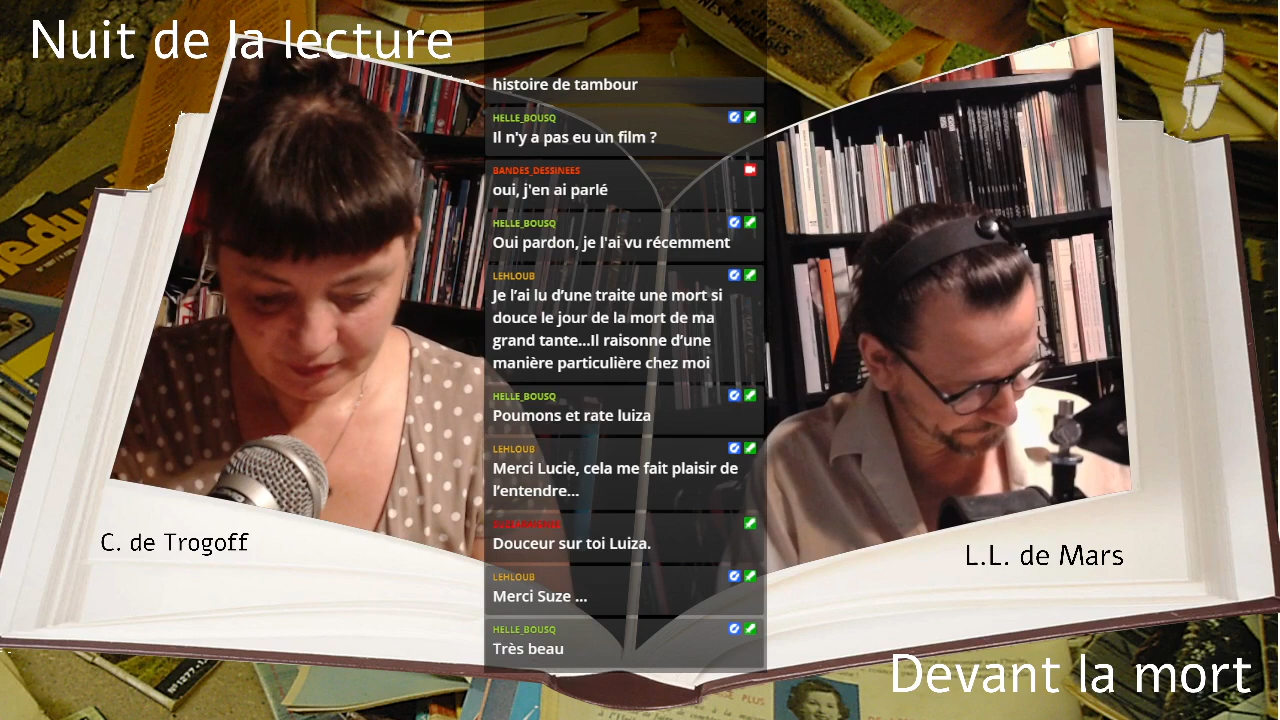 Nuit de la lecture
histoire de tambour
HELLE_BOUSQ
Il n'y a pas eu un film ?
BANDES_DESSINEES
oui, j'en ai parlé
HELLE_BOUSQ
Oui pardon, je l'ai vu récemment
LEHLOUB
Je l’ai lu d’une traite une mort si
douce le jour de la mort de ma
grand tante...Il raisonne d’une
manière particulière chez moi
HELLE_BOUSQ
Poumons et rate luiza
LEHLOUB
Merci Lucie, cela me fait plaisir de
l’entendre...
Douceur sur toi Luiza.
LEHLOUB
Merci Suze ...
HELLE_BOUSQ
Très beau
C. de Trogoff
L.L. de Mars
Devant la mort